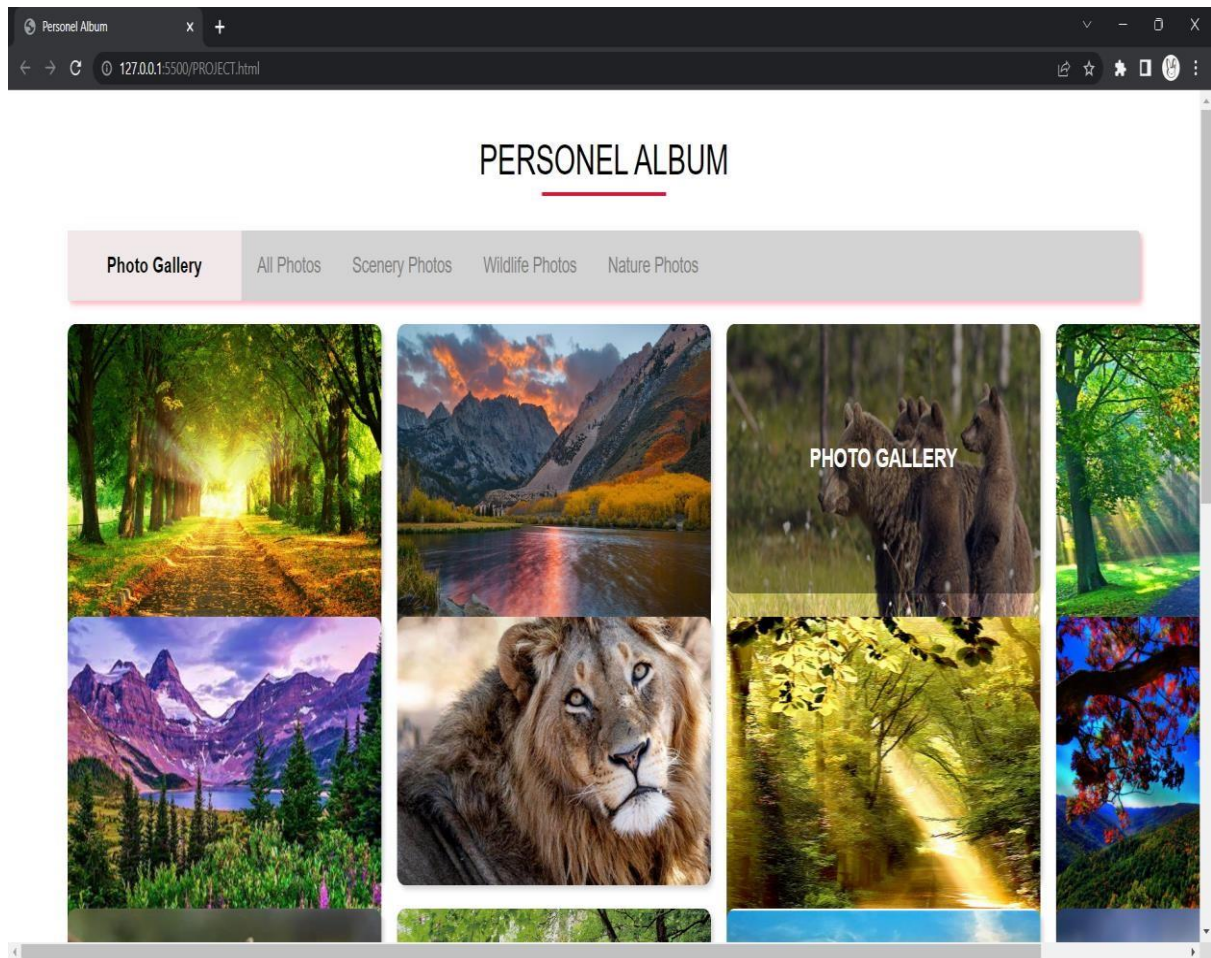 Personel Album
127.0.0.1:5500/PROJECT.html
PERSONEL ALBUM
Photo Gallery All Photos Scenery Photos Wildlife Photos Nature Photos
PHOTO GALLERY